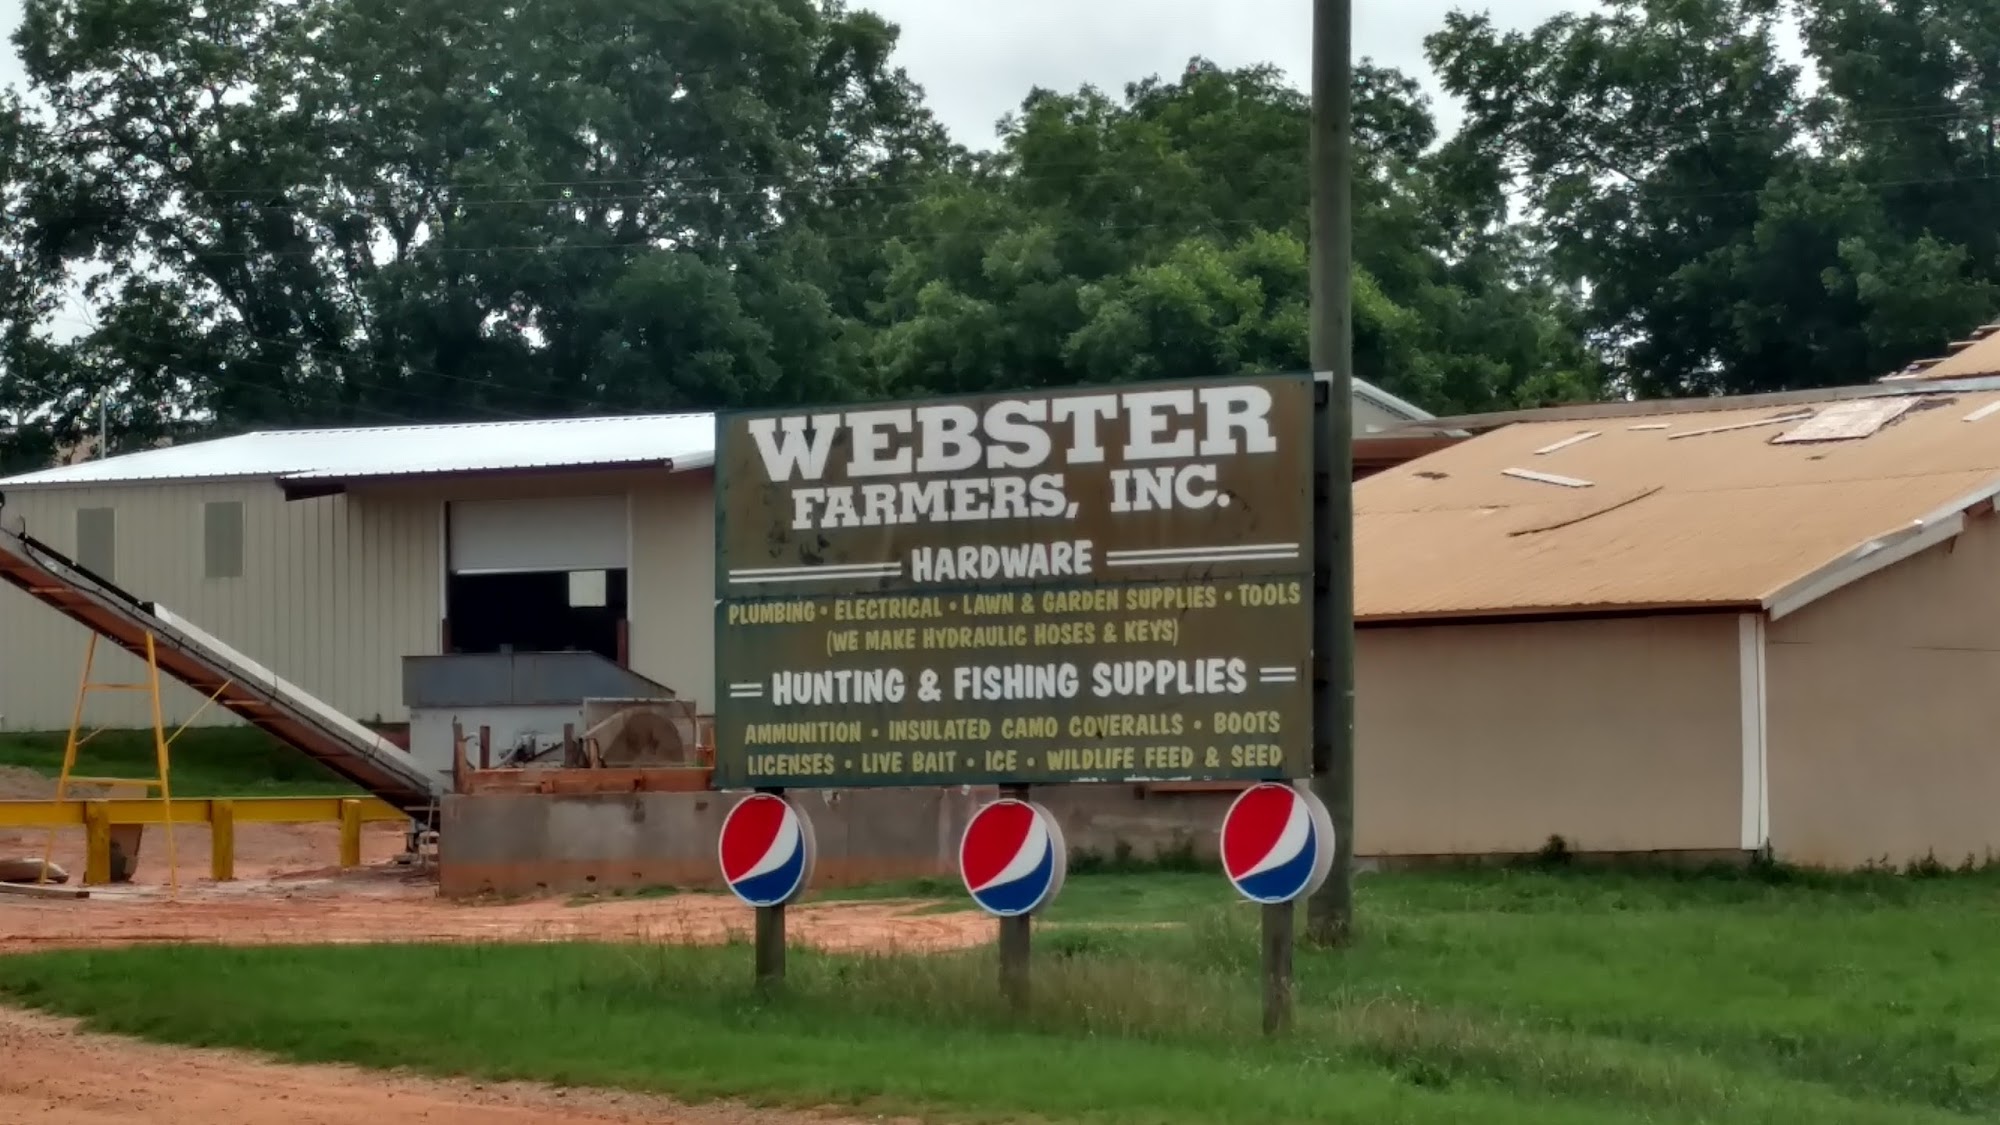 WEBSTER
FARMERS, INC.
HARDWARE
PLUMBING • ELECTRICAL • LAWN & GARDEN SUPPLIES • TOOLS
(WE MAKE HYDRAULIC HOSES & KEYS)
HUNTING & FISHING SUPPLIES
AMMUNITION • INSULATED CAMO COVERALLS • BOOTS
LICENSES • LIVE BAIT • ICE • WILDLIFE FEED & SEED